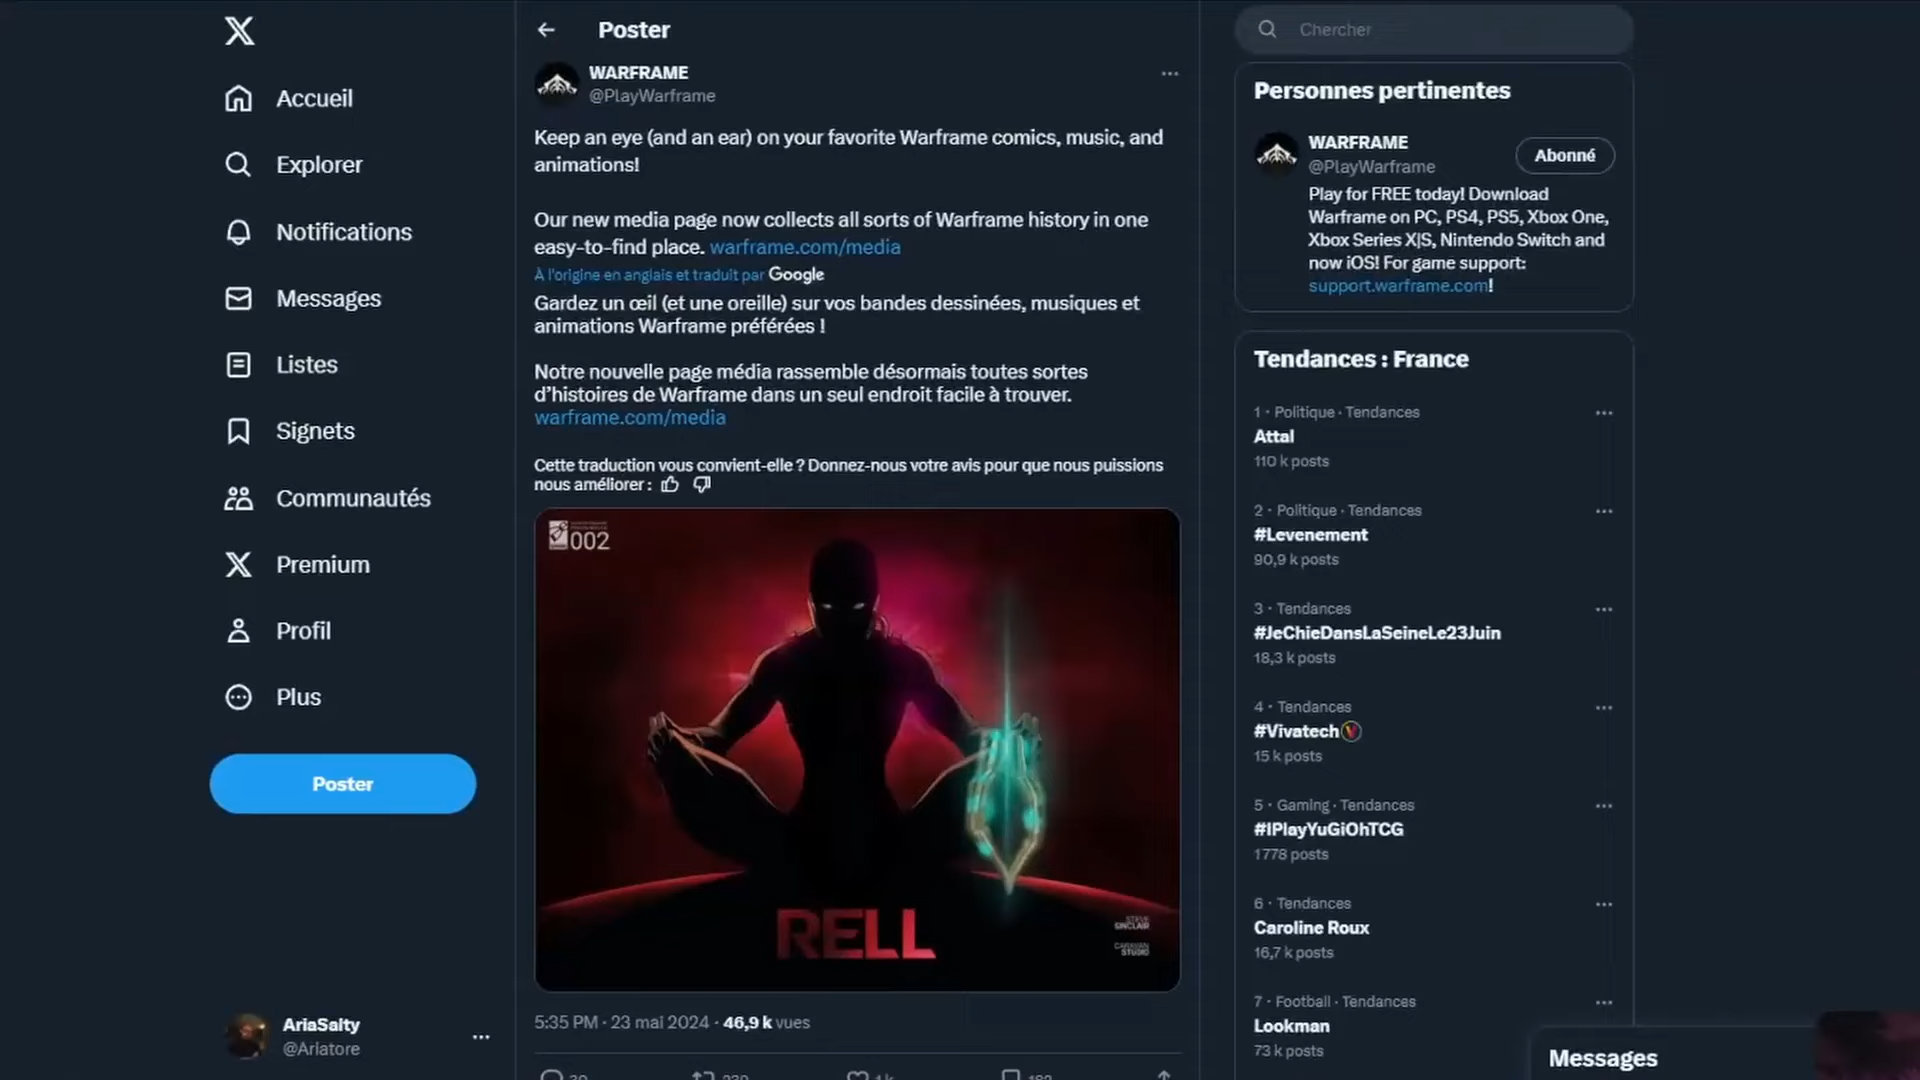 Accueil
Explorer
Notifications
Messages
Listes
Signets
Communautés
Premium
Profil
Plus
Poster
AriaSalty
@Ariatore
Poster
WARFRAME
@PlayWarframe
Keep an eye (and an ear) on your favorite Warframe comics, music, and
animations!
Our new media page now collects all sorts of Warframe history in one
easy-to-find place. warframe.com/media
À l'origine en anglais et traduit par Google
Gardez un œil (et une oreille) sur vos bandes dessinées, musiques et
animations Warframe préférées !
Notre nouvelle page média rassemble désormais toutes sortes
d'histoires de Warframe dans un seul endroit facile à trouver.
warframe.com/media
Cette traduction vous convient-elle ? Donnez-nous votre avis pour que nous puissions
nous améliorer :
002
RELL
STEVE
SINCLAIR
CARAVAN
STUDIO
5:35 PM · 23 mai 2024 · 46,9 k vues
Chercher
Personnes pertinentes
WARFRAME
@PlayWarframe
Abonné
Play for FREE today! Download
Warframe on PC, PS4, PS5, Xbox One,
Xbox Series X|S, Nintendo Switch and
now iOS! For game support:
support.warframe.com!
Tendances : France
1 · Politique · Tendances
Attal
110 k posts
2 · Politique · Tendances
#Levenement
90,9 k posts
3 · Tendances
#JeChieDansLaSeineLe23Juin
18,3 k posts
4 · Tendances
#Vivatech
15 k posts
5 · Gaming · Tendances
#IPlayYuGiOhTCG
1 778 posts
6 · Tendances
Caroline Roux
16,7 k posts
7 · Football · Tendances
Lookman
73 k posts
Messages